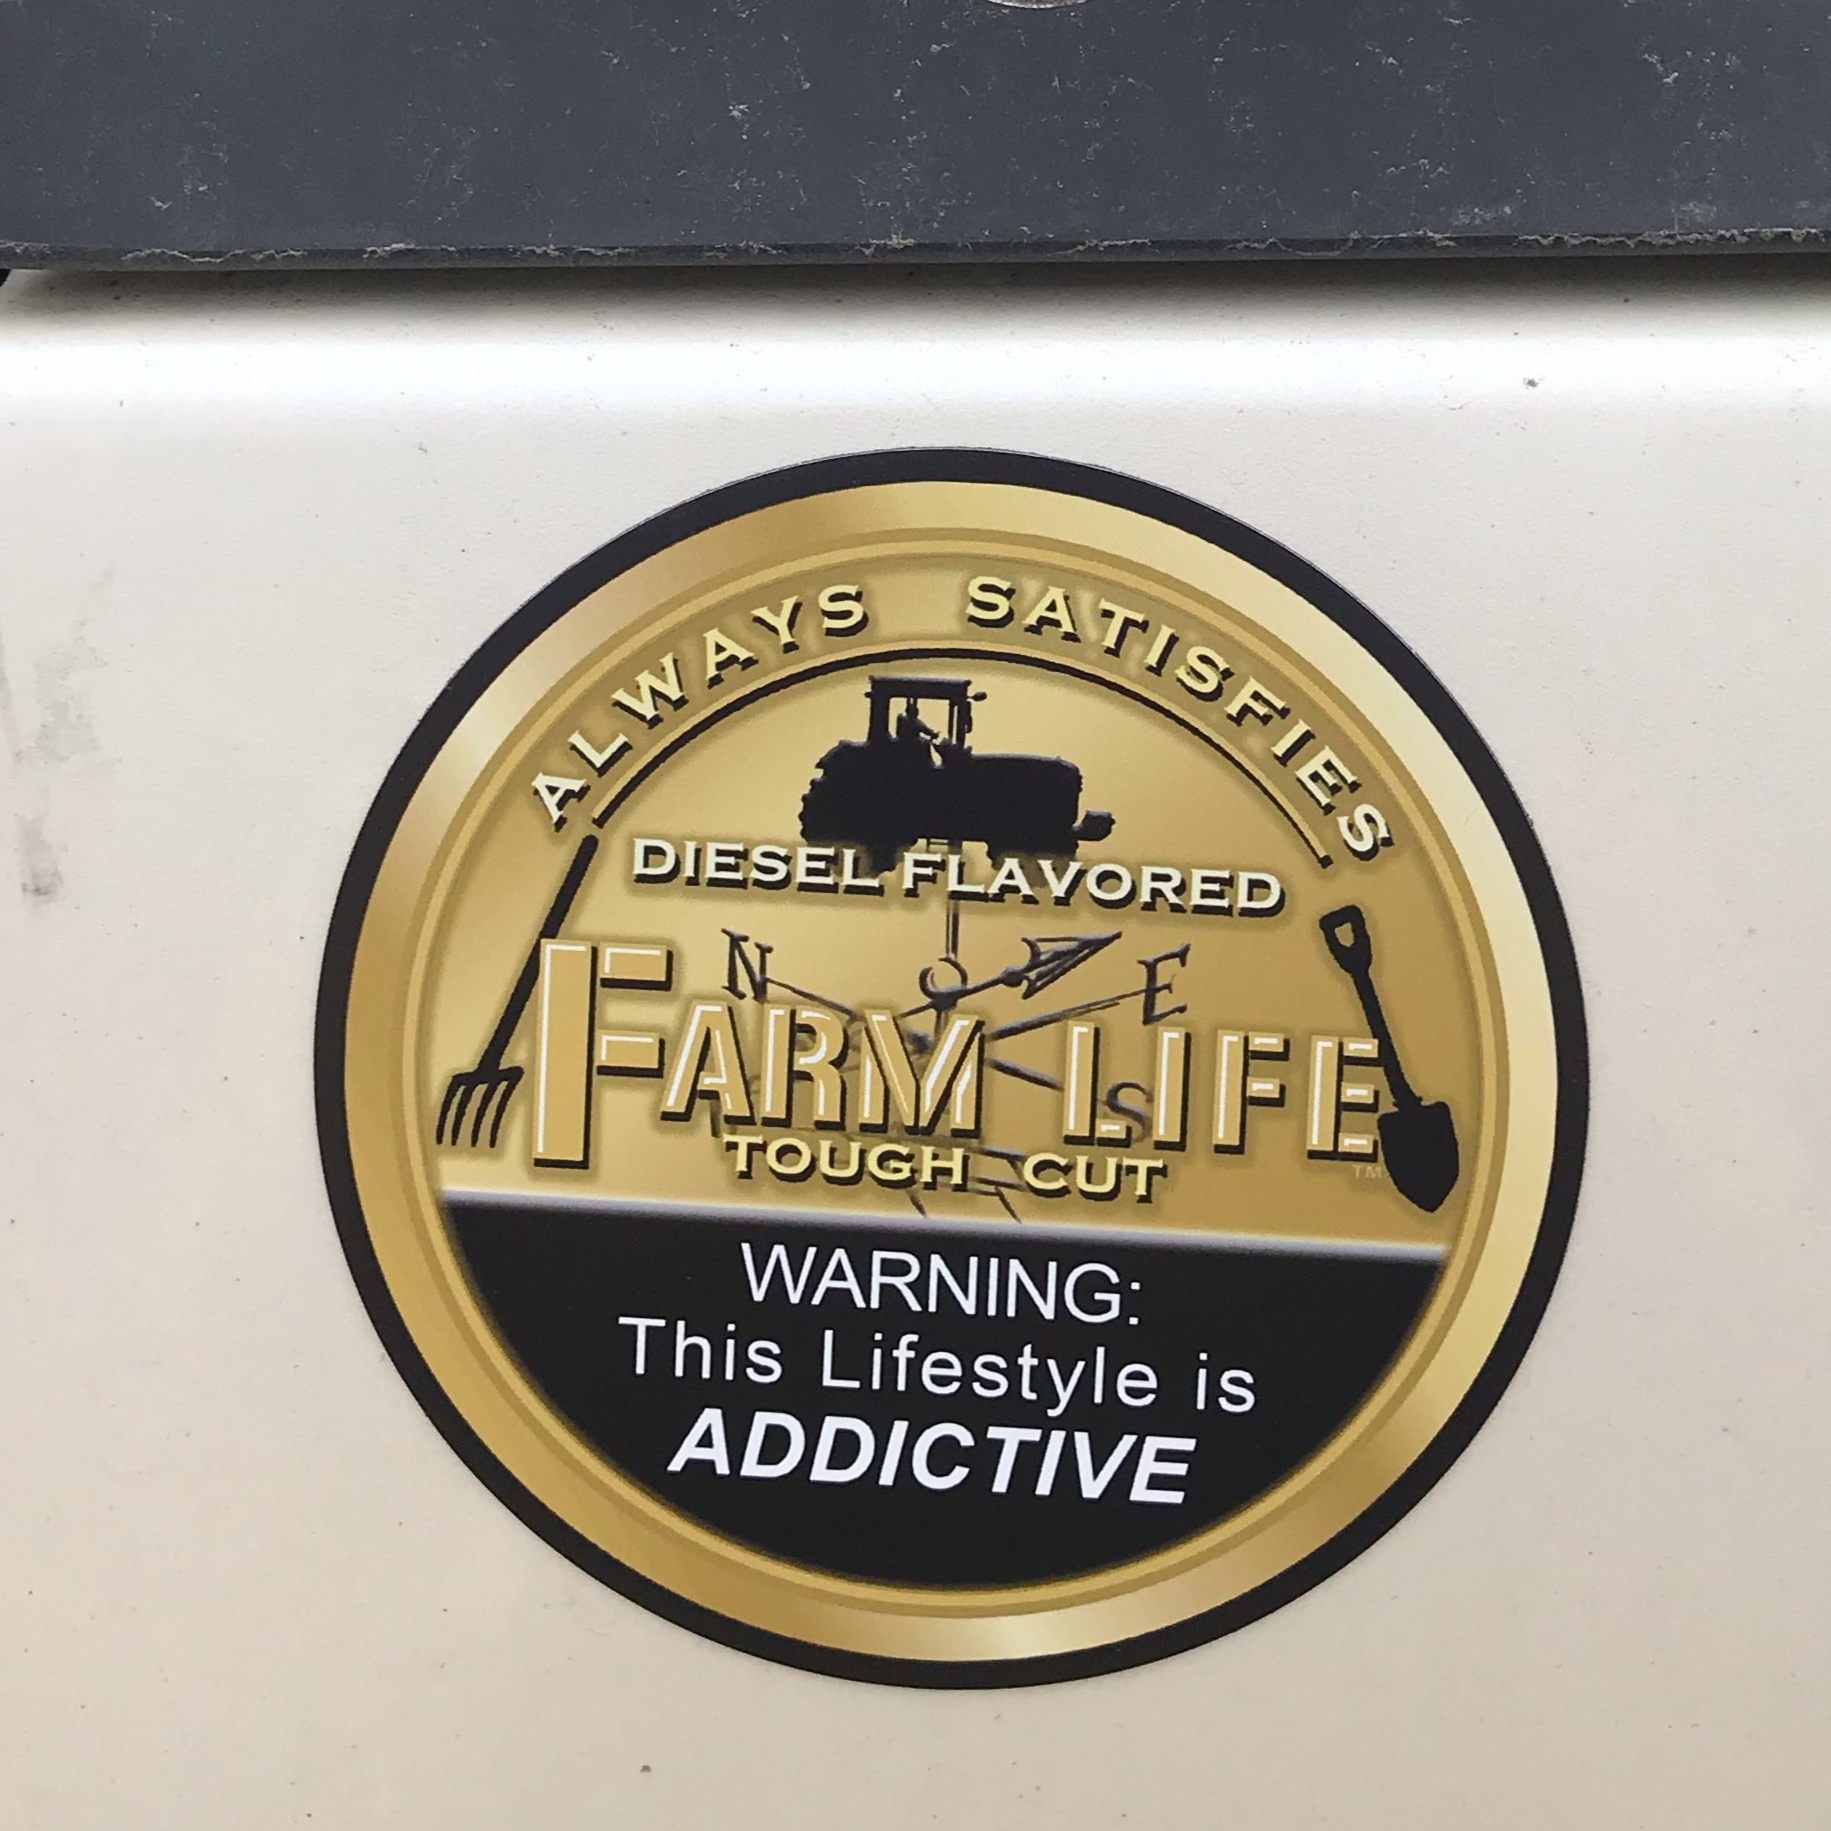 ALWAYS SATISFIES
DIESEL FLAVORED
N E
FARM LIFE
S
TM
TOUGH CUT
WARNING:
This Lifestyle is
ADDICTIVE